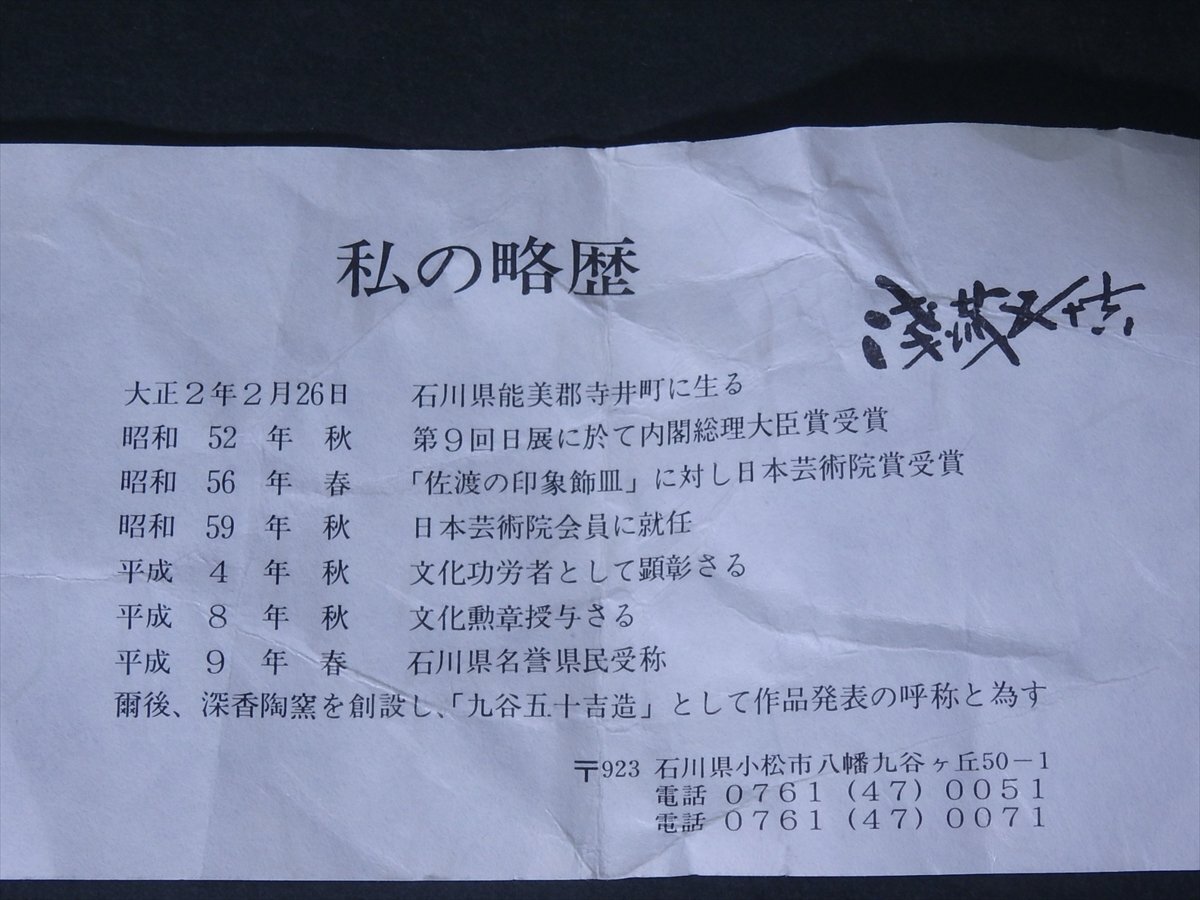 私の略歴
浅蔵五十吉
大正２年２月26日　石川県能美郡寺井町に生る
昭和　52　年　秋　第９回日展に於て内閣総理大臣賞受賞
昭和　56　年　春　「佐渡の印象飾皿」に対し日本芸術院賞受賞
昭和　59　年　秋　日本芸術院会員に就任
平成　４　年　秋　文化功労者として顕彰さる
平成　８　年　秋　文化勲章授与さる
平成　９　年　春　石川県名誉県民受称
爾後、深香陶窯を創設し、「九谷五十吉造」として作品発表の呼称と為す
〒923　石川県小松市八幡九谷ヶ丘50－1
電話　０７６１（４７）００５１
電話　０７６１（４７）００７１